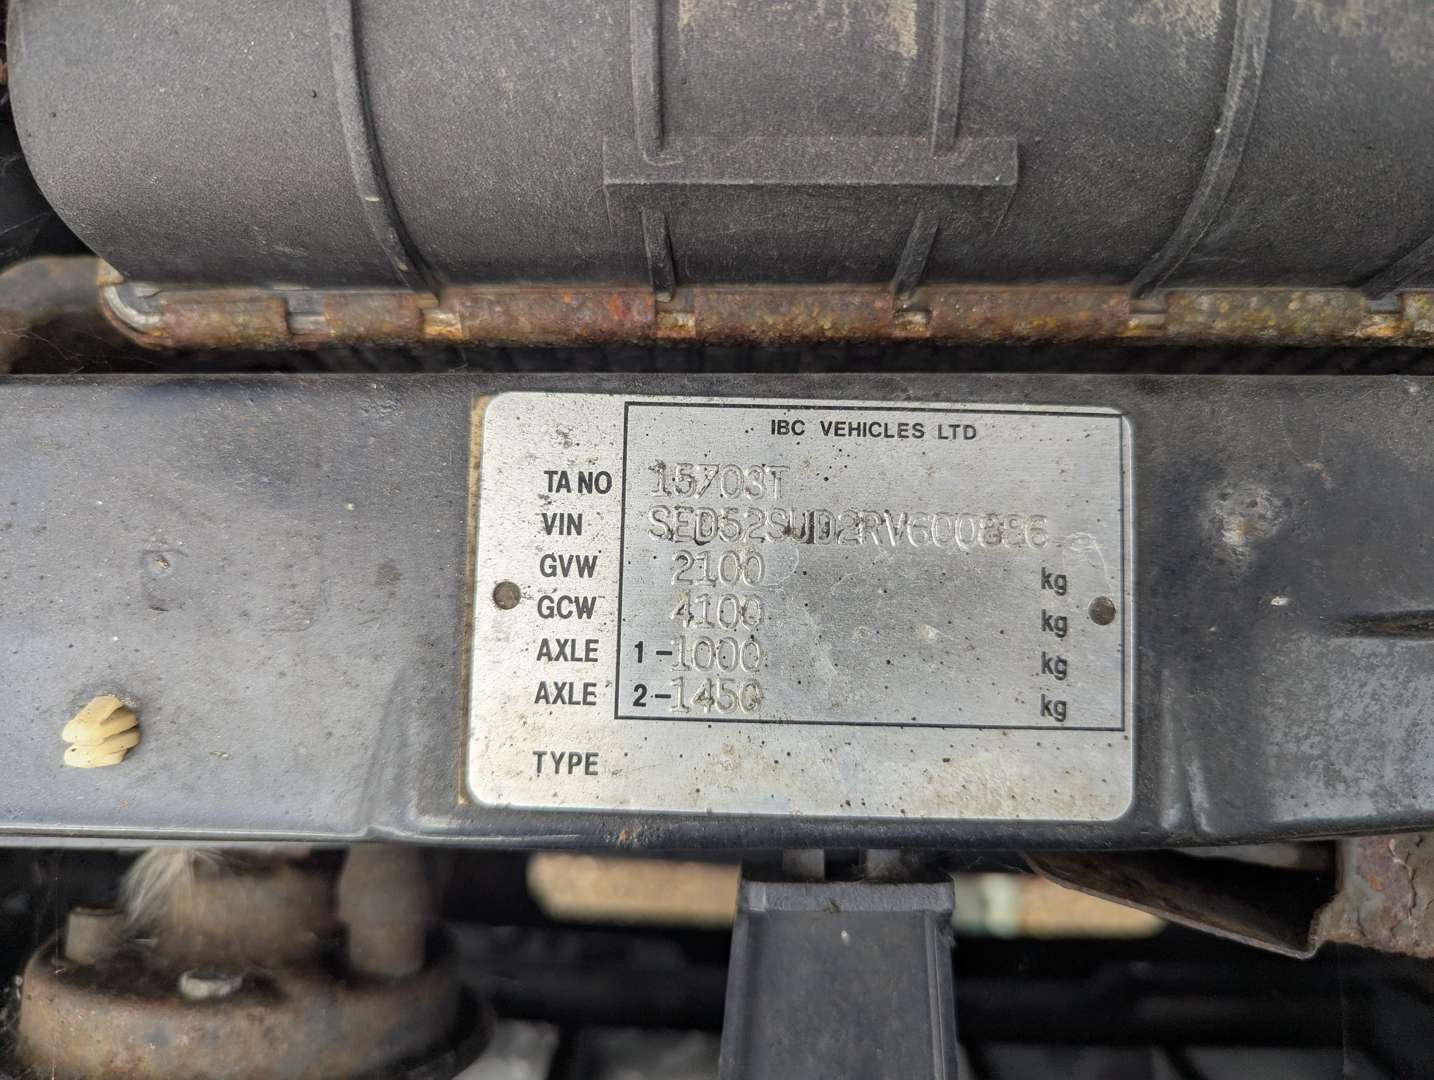 IBC VEHICLES LTD
TA NO 15703T
VIN SED52SUD2RV600886
GVW 2100 kg
GCW 4100 kg
AXLE 1-1000 kg
AXLE 2-1450 kg
TYPE